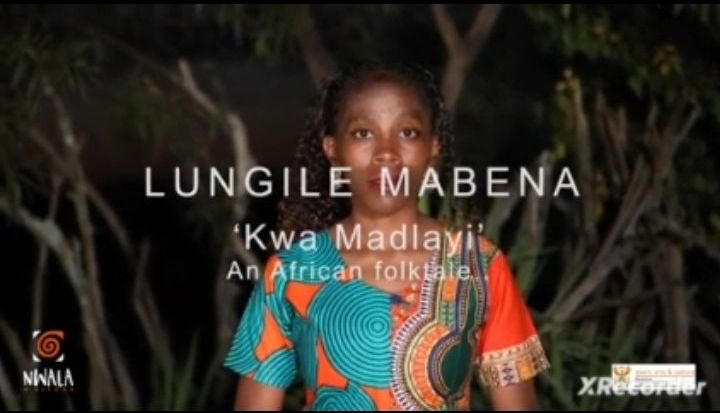 LUNGILE MABENA
‘Kwa Madlayi’
An African folktale..
NWALA
XRecorder